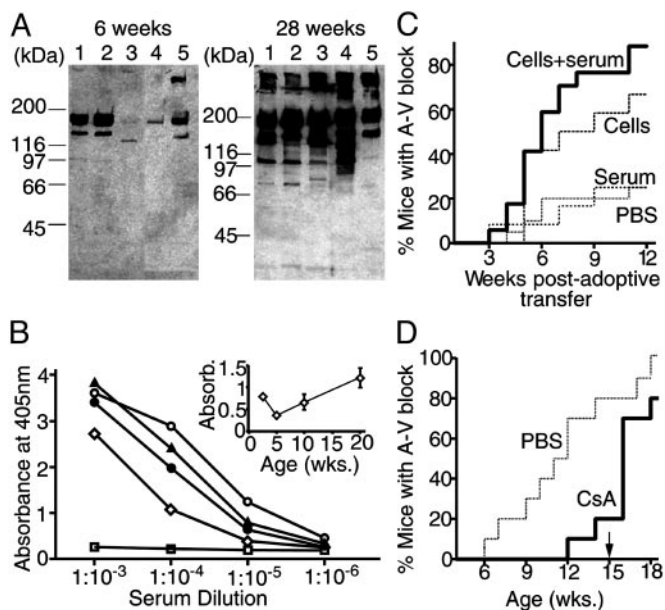 A
6 weeks
28 weeks
(kDa) 1 2 3 4 5
(kDa) 1 2 3 4 5
200
116
97
66
45
200
116
97
66
45
B
Absorbance at 405nm
4
3
2
1
0
1:10⁻³ 1:10⁻⁴ 1:10⁻⁵ 1:10⁻⁶
Serum Dilution
Absorb.
1.5
1
0.5
0
0 5 10 15 20
Age (wks.)
C
% Mice with A-V block
80
60
40
20
0
Cells+serum
Cells
Serum
PBS
3 6 9 12
Weeks post-adoptive
transfer
D
% Mice with A-V block
100
80
60
40
20
0
PBS
CsA
6 9 12 15 18
Age (wks.)